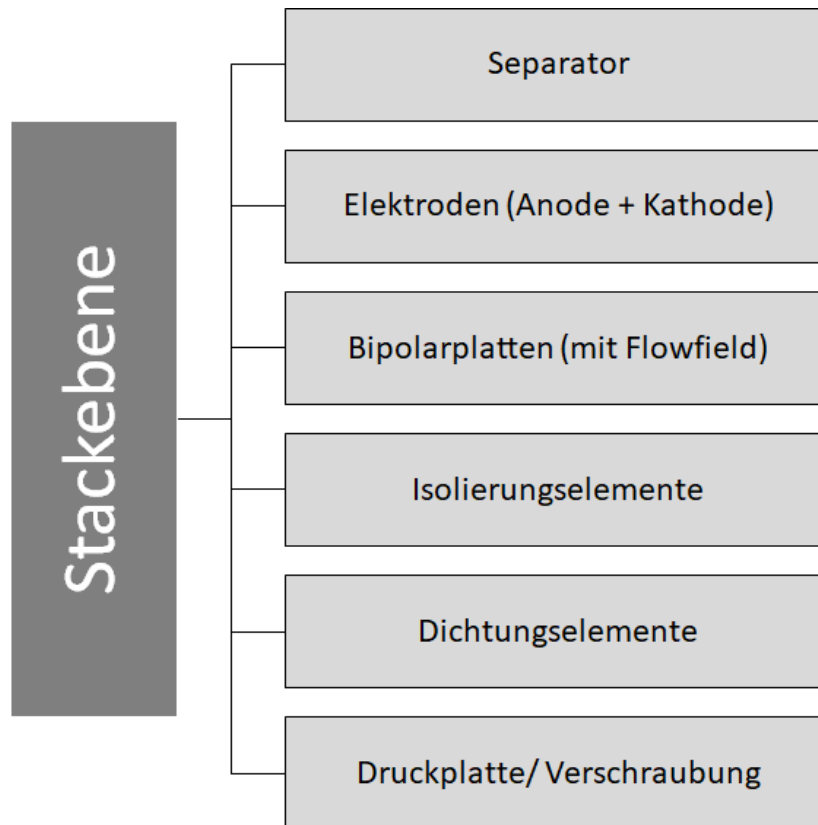 Stackebene
Separator
Elektroden (Anode + Kathode)
Bipolarplatten (mit Flowfield)
Isolierungselemente
Dichtungselemente
Druckplatte/ Verschraubung